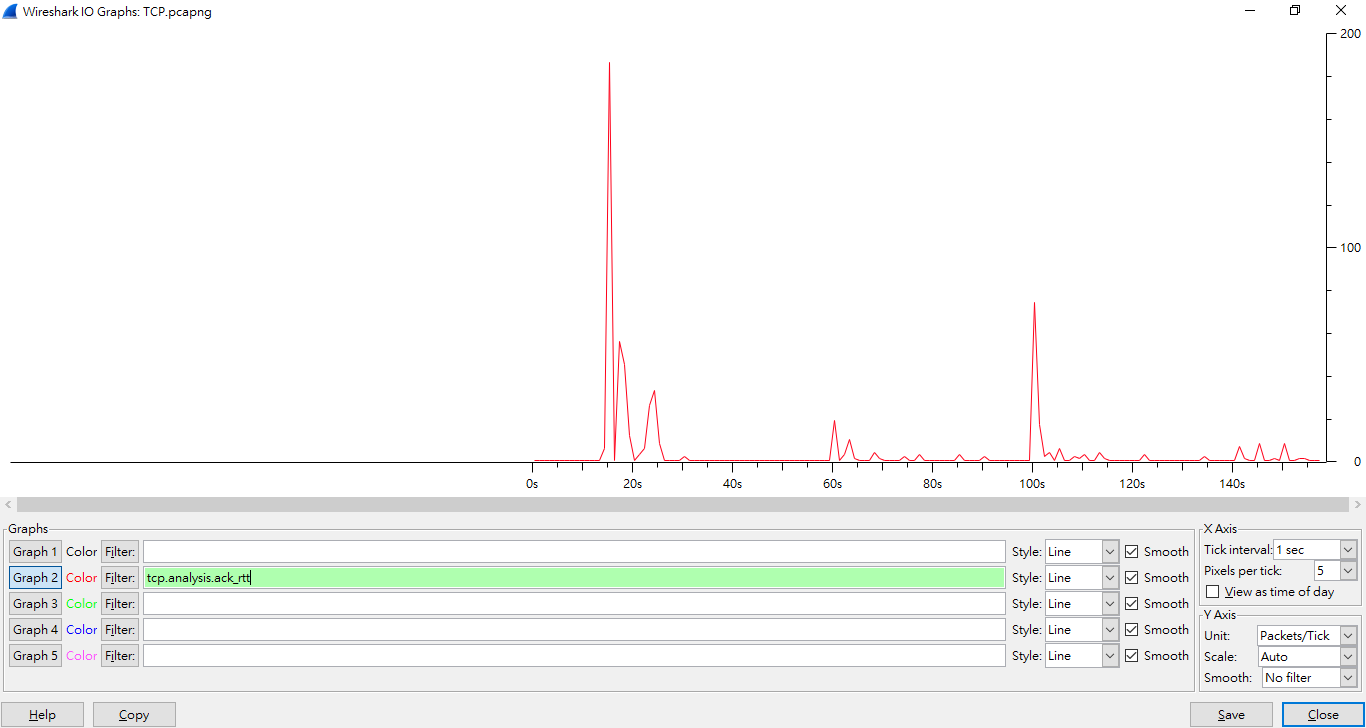 Wireshark IO Graphs: TCP.pcapng
200
100
0
0s 20s 40s 60s 80s 100s 120s 140s
Graphs
Graph 1 Color Filter: Style: Line Smooth
Graph 2 Color Filter: tcp.analysis.ack_rtt Style: Line Smooth
Graph 3 Color Filter: Style: Line Smooth
Graph 4 Color Filter: Style: Line Smooth
Graph 5 Color Filter: Style: Line Smooth
X Axis
Tick interval: 1 sec
Pixels per tick: 5
View as time of day
Y Axis
Unit: Packets/Tick
Scale: Auto
Smooth: No filter
Help Copy Save Close